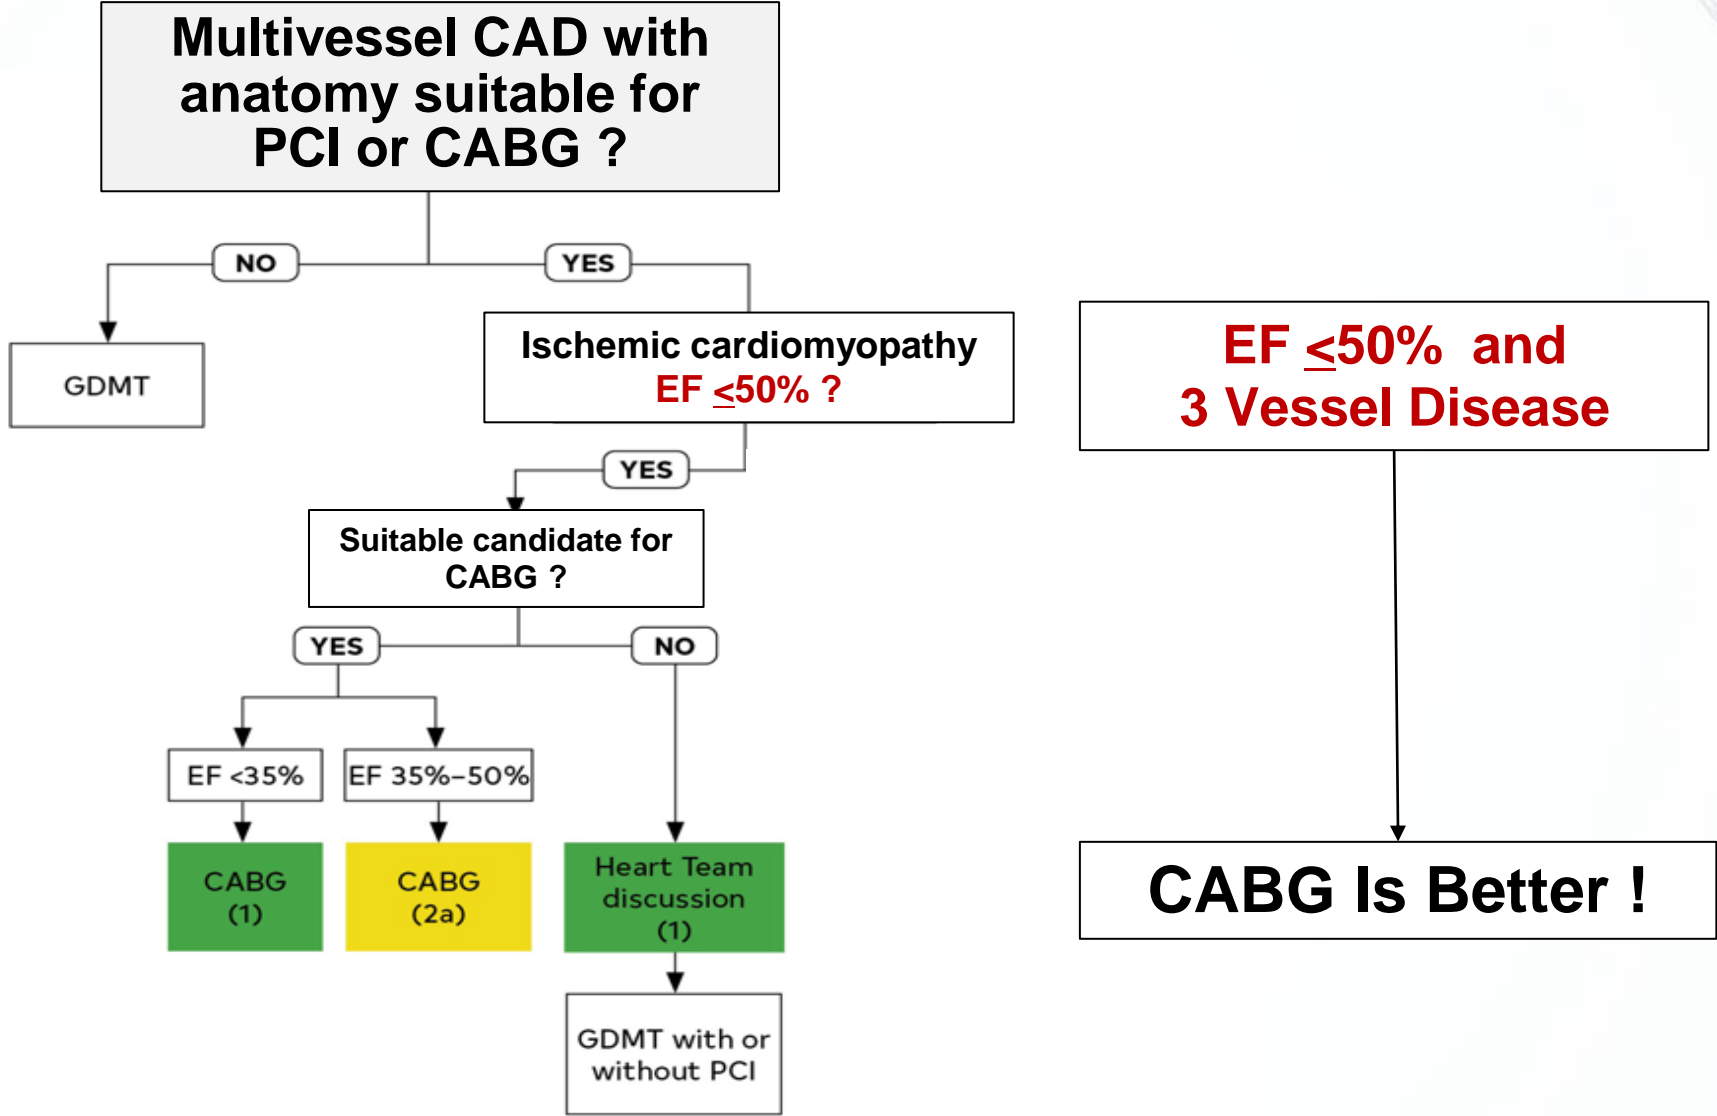 Multivessel CAD with
anatomy suitable for
PCI or CABG ?
NO
YES
GDMT
Ischemic cardiomyopathy
EF ≤50% ?
YES
Suitable candidate for
CABG ?
YES
NO
EF <35%
EF 35%–50%
CABG
(1)
CABG
(2a)
Heart Team
discussion
(1)
GDMT with or
without PCI
EF ≤50% and
3 Vessel Disease
CABG Is Better !